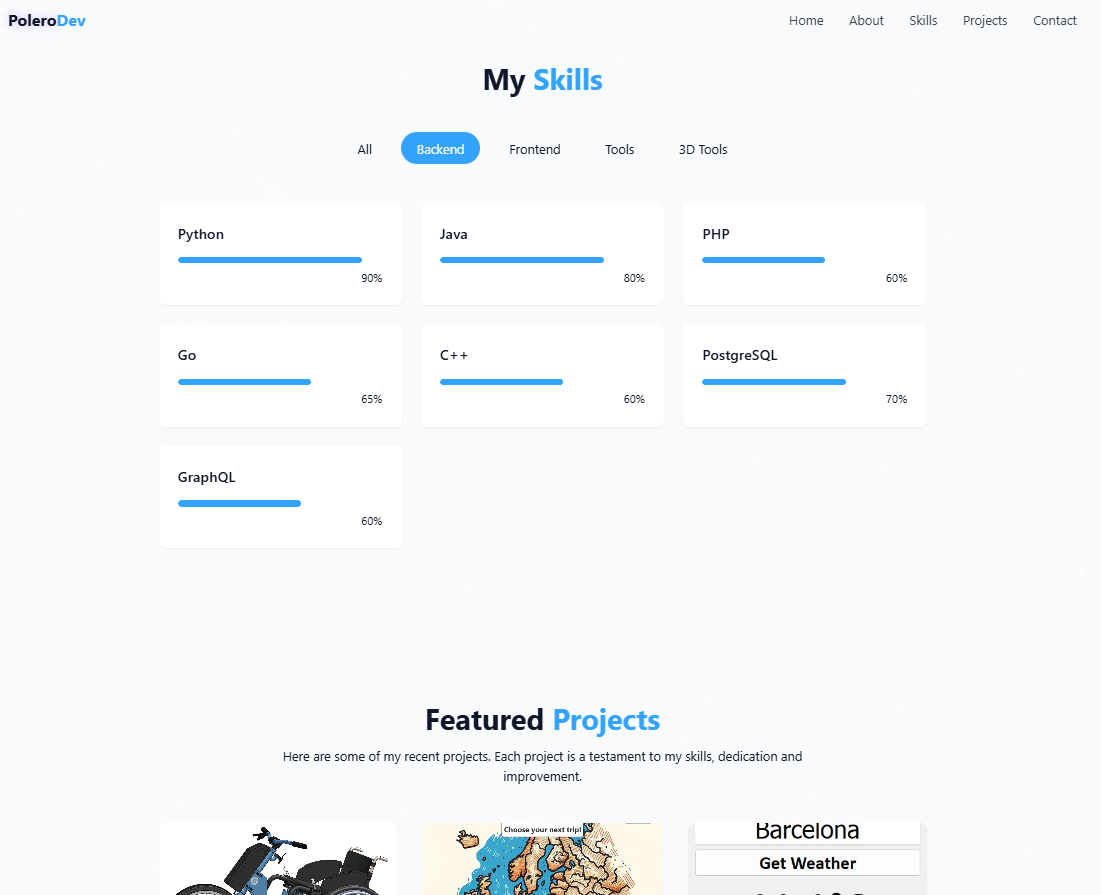 PoleroDev
Home About Skills Projects Contact
My Skills
All Backend Frontend Tools 3D Tools
Python
90%
Java
80%
PHP
60%
Go
65%
C++
60%
PostgreSQL
70%
GraphQL
60%
Featured Projects
Here are some of my recent projects. Each project is a testament to my skills, dedication and
improvement.
Choose your next trip!
Barcelona
Get Weather